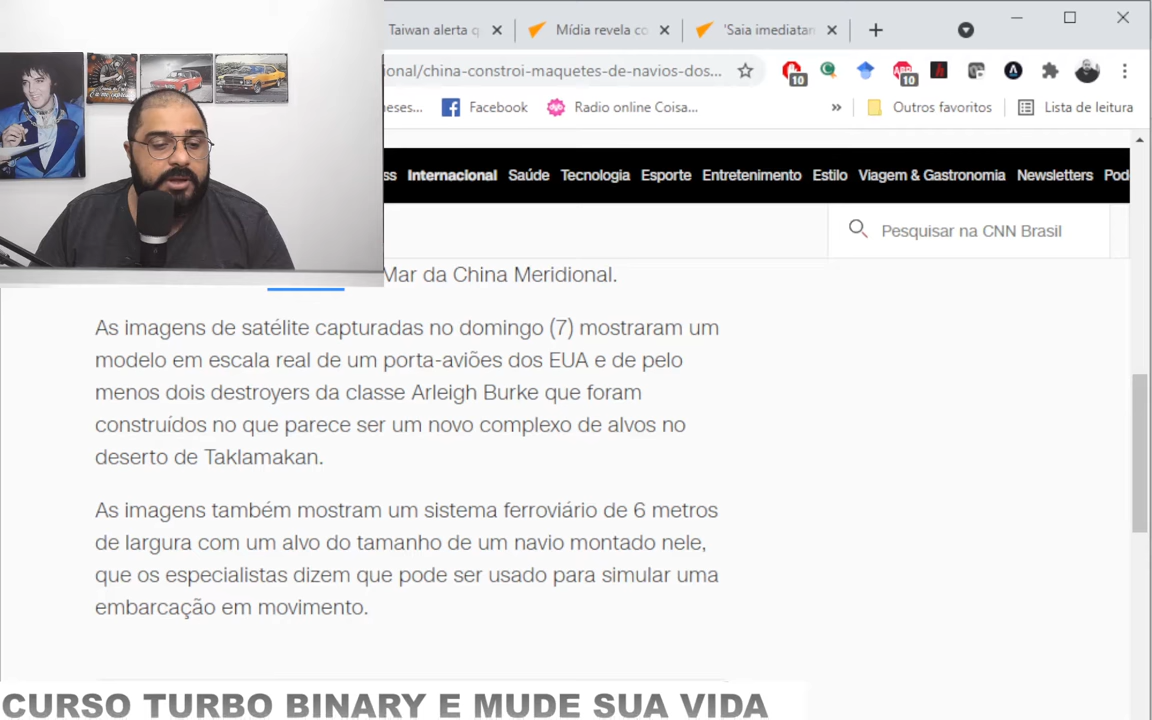 Taiwan alerta q
Mídia revela co
'Saia imediatan
ional/china-constroi-maquetes-de-navios-dos...
10
10
neses...
Facebook
Radio online Coisa...
»
Outros favoritos
Lista de leitura
ss Internacional Saúde Tecnologia Esporte Entretenimento Estilo Viagem & Gastronomia Newsletters Pod
Pesquisar na CNN Brasil
Mar da China Meridional.
As imagens de satélite capturadas no domingo (7) mostraram um
modelo em escala real de um porta-aviões dos EUA e de pelo
menos dois destroyers da classe Arleigh Burke que foram
construídos no que parece ser um novo complexo de alvos no
deserto de Taklamakan.
As imagens também mostram um sistema ferroviário de 6 metros
de largura com um alvo do tamanho de um navio montado nele,
que os especialistas dizem que pode ser usado para simular uma
embarcação em movimento.
CURSO TURBO BINARY E MUDE SUA VIDA